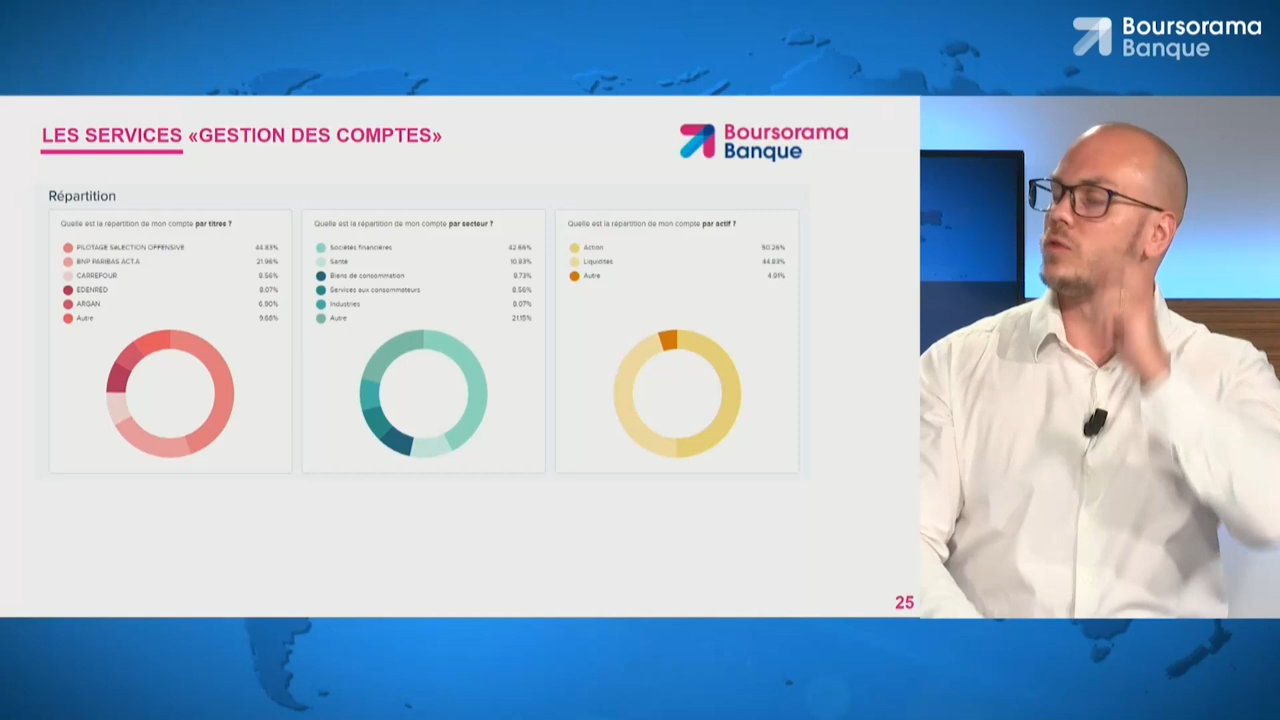 Boursorama
Banque
LES SERVICES «GESTION DES COMPTES»
Boursorama
Banque
Répartition
Quelle est la répartition de mon compte par titres ?
PILOTAGE SELECTION OFFENSIVE 44.83%
BNP PARIBAS ACT.A 21.96%
CARREFOUR 8.56%
EDENRED 8.07%
ARGAN 6.90%
Autre 9.68%
Quelle est la répartition de mon compte par secteur ?
Sociétés financières 42.66%
Santé 10.83%
Biens de consommation 8.73%
Services aux consommateurs 8.56%
Industries 8.07%
Autre 21.15%
Quelle est la répartition de mon compte par actif ?
Action 50.26%
Liquidités 44.83%
Autre 4.91%
25